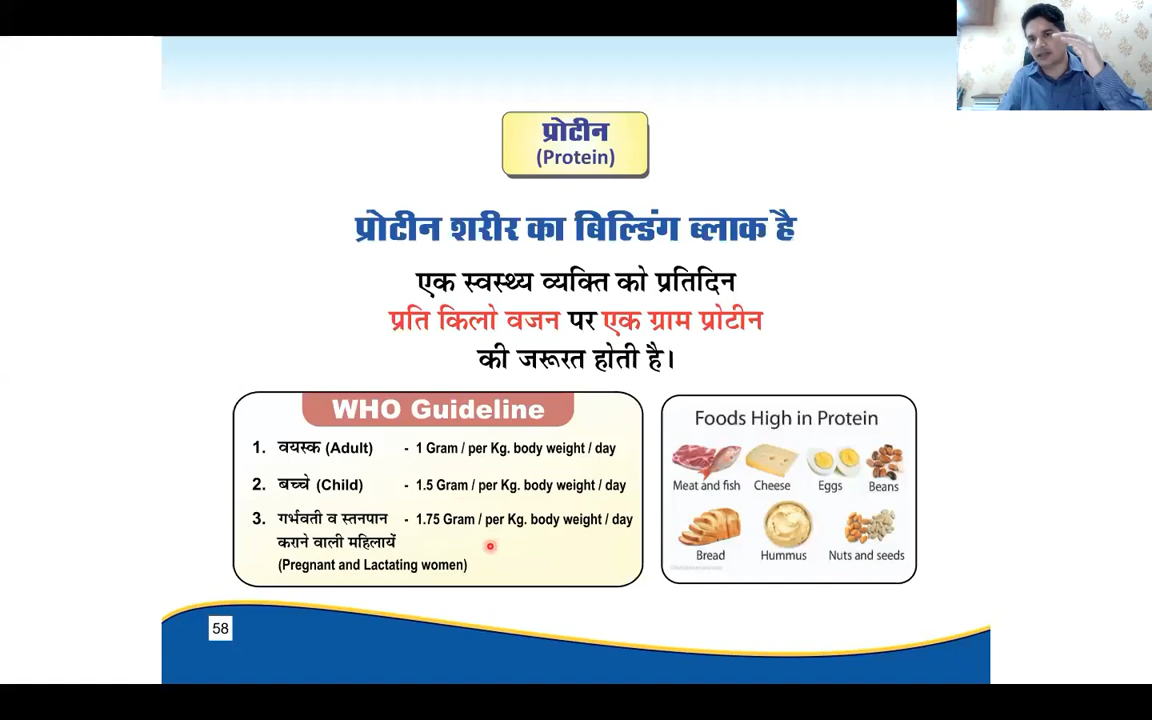 प्रोटीन
(Protein)
प्रोटीन शरीर का बिल्डिंग ब्लाक है
एक स्वस्थ्य व्यक्ति को प्रतिदिन
प्रति किलो वजन पर एक ग्राम प्रोटीन
की जरूरत होती है।
WHO Guideline
1. वयस्क (Adult) - 1 Gram / per Kg. body weight / day
2. बच्चे (Child) - 1.5 Gram / per Kg. body weight / day
3. गर्भवती व स्तनपान - 1.75 Gram / per Kg. body weight / day
कराने वाली महिलायें
(Pregnant and Lactating women)
Foods High in Protein
Meat and fish Cheese Eggs Beans
Bread Hummus Nuts and seeds
58